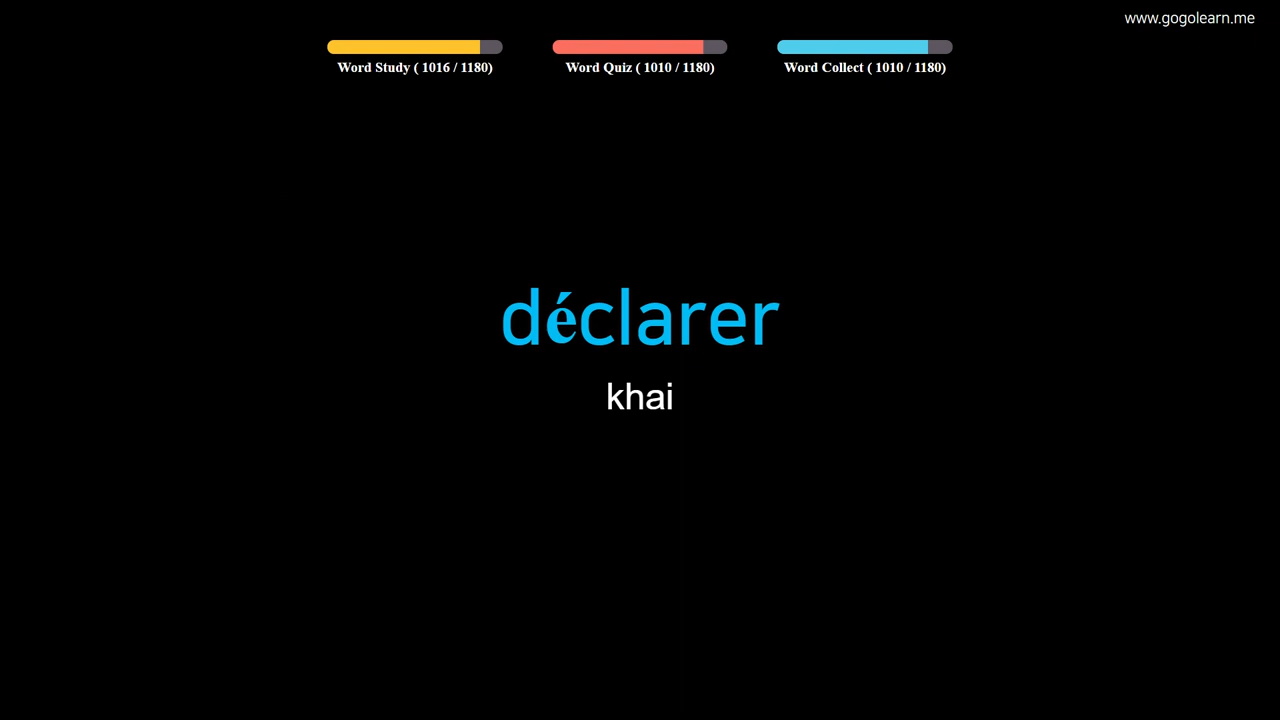 www.gogolearn.me
Word Study ( 1016 / 1180)
Word Quiz ( 1010 / 1180)
Word Collect ( 1010 / 1180)
déclarer
khai